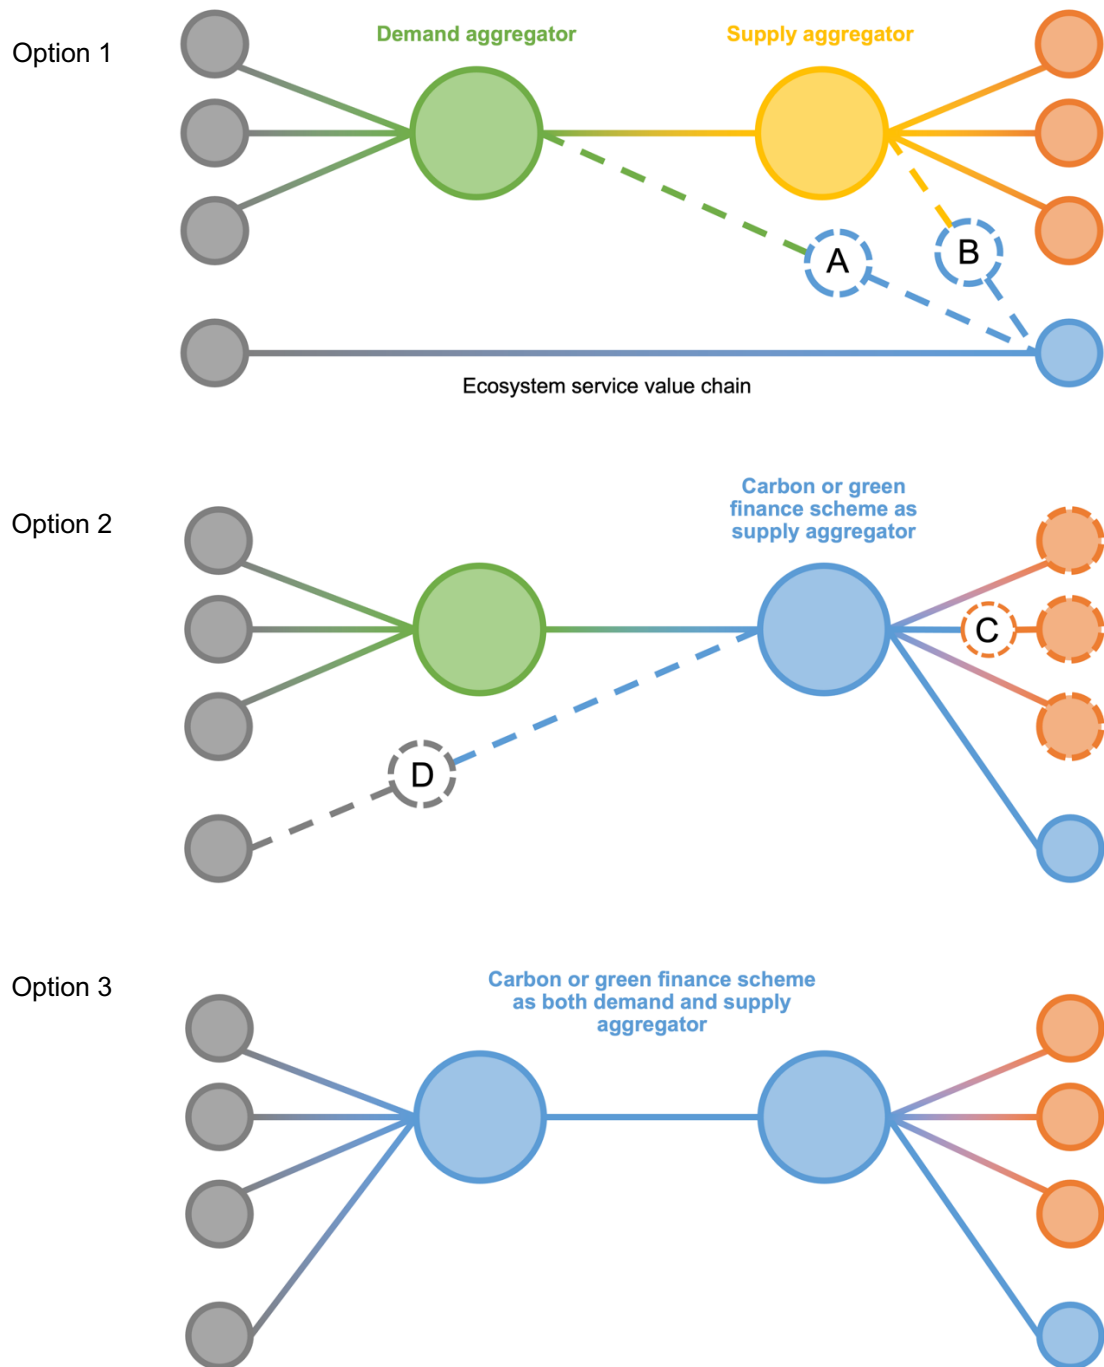 Option 1
Demand aggregator
Supply aggregator
A
B
Ecosystem service value chain
Option 2
Carbon or green
finance scheme as
supply aggregator
C
D
Option 3
Carbon or green finance scheme
as both demand and supply
aggregator